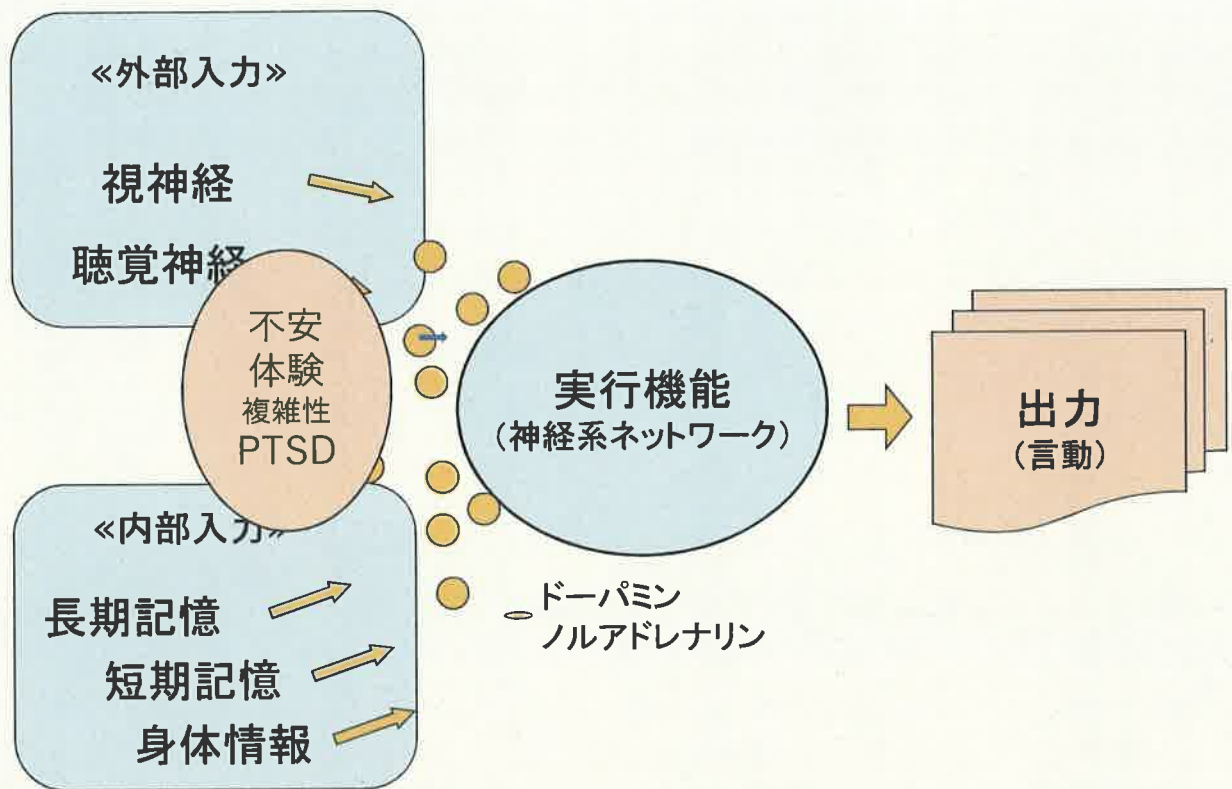 ≪外部入力≫
視神経
聴覚神経
不安
体験
複雑性
PTSD
≪内部入力≫
長期記憶
短期記憶
身体情報
実行機能
（神経系ネットワーク）
ドーパミン
ノルアドレナリン
出力
（言動）